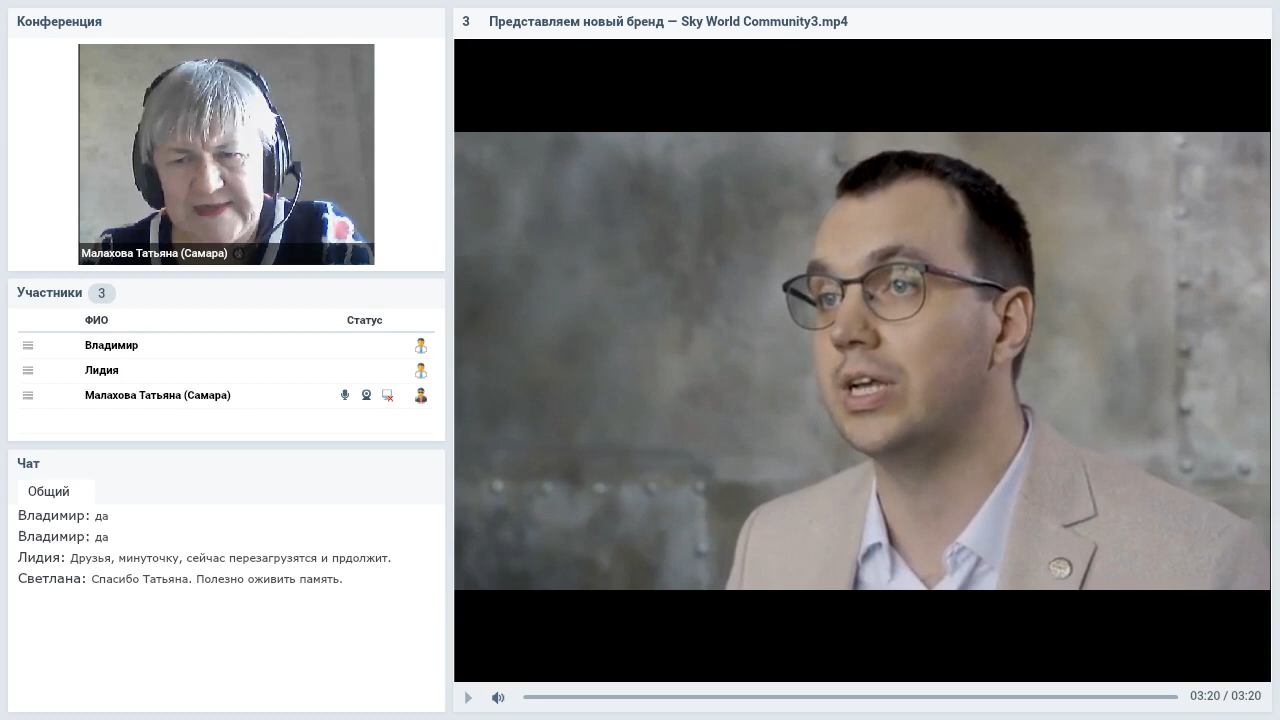 Конференция
Малахова Татьяна (Самара)
Участники 3
ФИО Статус
Владимир
Лидия
Малахова Татьяна (Самара)
Чат
Общий
Владимир: да
Владимир: да
Лидия: Друзья, минуточку, сейчас перезагрузятся и прдолжит.
Светлана: Спасибо Татьяна. Полезно оживить память.
3 Представляем новый бренд — Sky World Community3.mp4
03:20 / 03:20